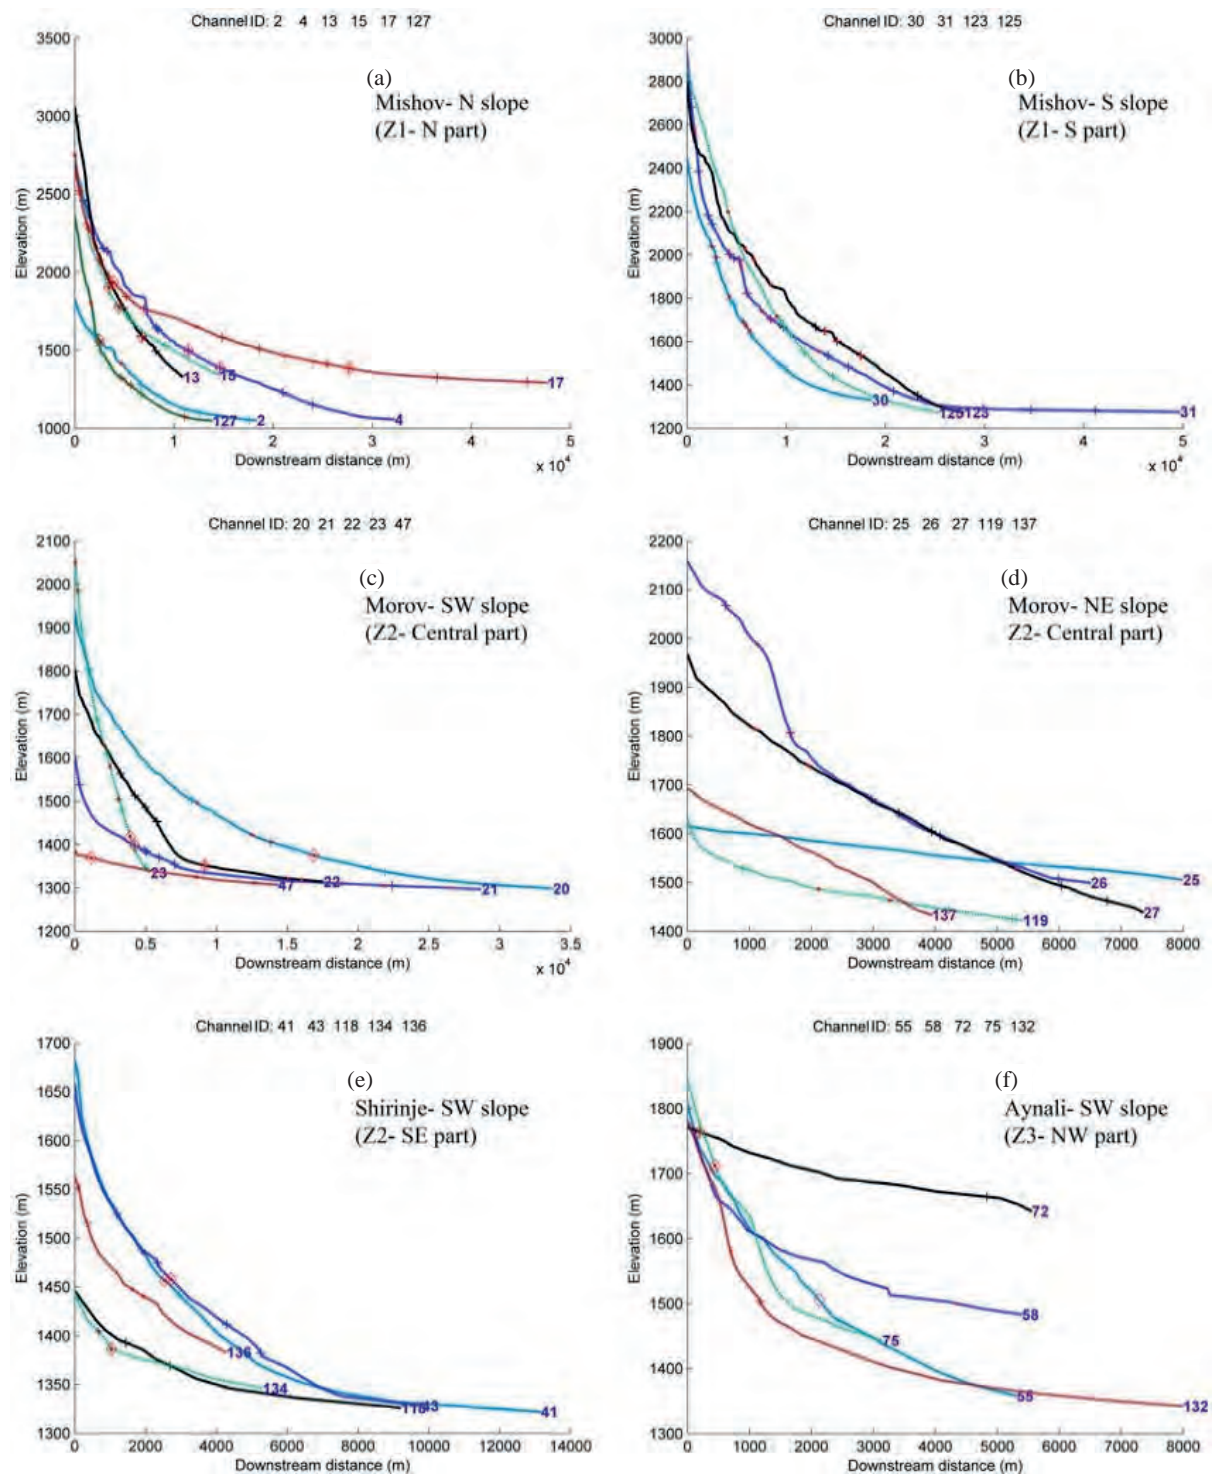 Channel ID: 2 4 13 15 17 127
(a)
Mishov- N slope
(Z1- N part)
Elevation (m)
3500
3000
2500
2000
1500
1000
13
15
17
127
2
4
0 1 2 3 4 5
Downstream distance (m)
x 10^4
Channel ID: 30 31 123 125
(b)
Mishov- S slope
(Z1- S part)
Elevation (m)
3000
2800
2600
2400
2200
2000
1800
1600
1400
1200
30
125
123
31
0 1 2 3 4 5
Downstream distance (m)
x 10^4
Channel ID: 20 21 22 23 47
(c)
Morov- SW slope
(Z2- Central part)
Elevation (m)
2100
2000
1900
1800
1700
1600
1500
1400
1300
1200
23
47
22
21
20
0 0.5 1 1.5 2 2.5 3 3.5
Downstream distance (m)
x 10^4
Channel ID: 25 26 27 119 137
(d)
Morov- NE slope
(Z2- Central part)
Elevation (m)
2200
2100
2000
1900
1800
1700
1600
1500
1400
137
119
26
27
25
0 1000 2000 3000 4000 5000 6000 7000 8000
Downstream distance (m)
Channel ID: 41 43 118 134 136
(e)
Shirinje- SW slope
(Z2- SE part)
Elevation (m)
1700
1650
1600
1550
1500
1450
1400
1350
1300
136
134
118
43
41
0 2000 4000 6000 8000 10000 12000 14000
Downstream distance (m)
Channel ID: 55 58 72 75 132
(f)
Aynali- SW slope
(Z3- NW part)
Elevation (m)
1900
1800
1700
1600
1500
1400
1300
72
58
75
55
132
0 1000 2000 3000 4000 5000 6000 7000 8000
Downstream distance (m)